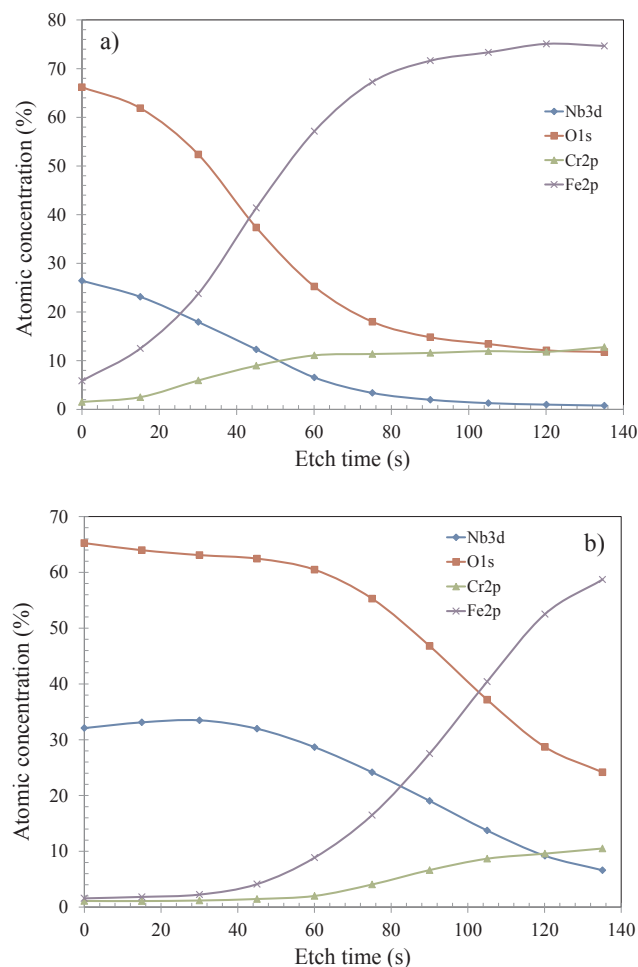 a)
80
70
60
50
40
30
20
10
0
Atomic concentration (%)
Nb3d
O1s
Cr2p
Fe2p
0 20 40 60 80 100 120 140
Etch time (s)
b)
70
60
50
40
30
20
10
0
Atomic concentration (%)
Nb3d
O1s
Cr2p
Fe2p
0 20 40 60 80 100 120 140
Etch time (s)